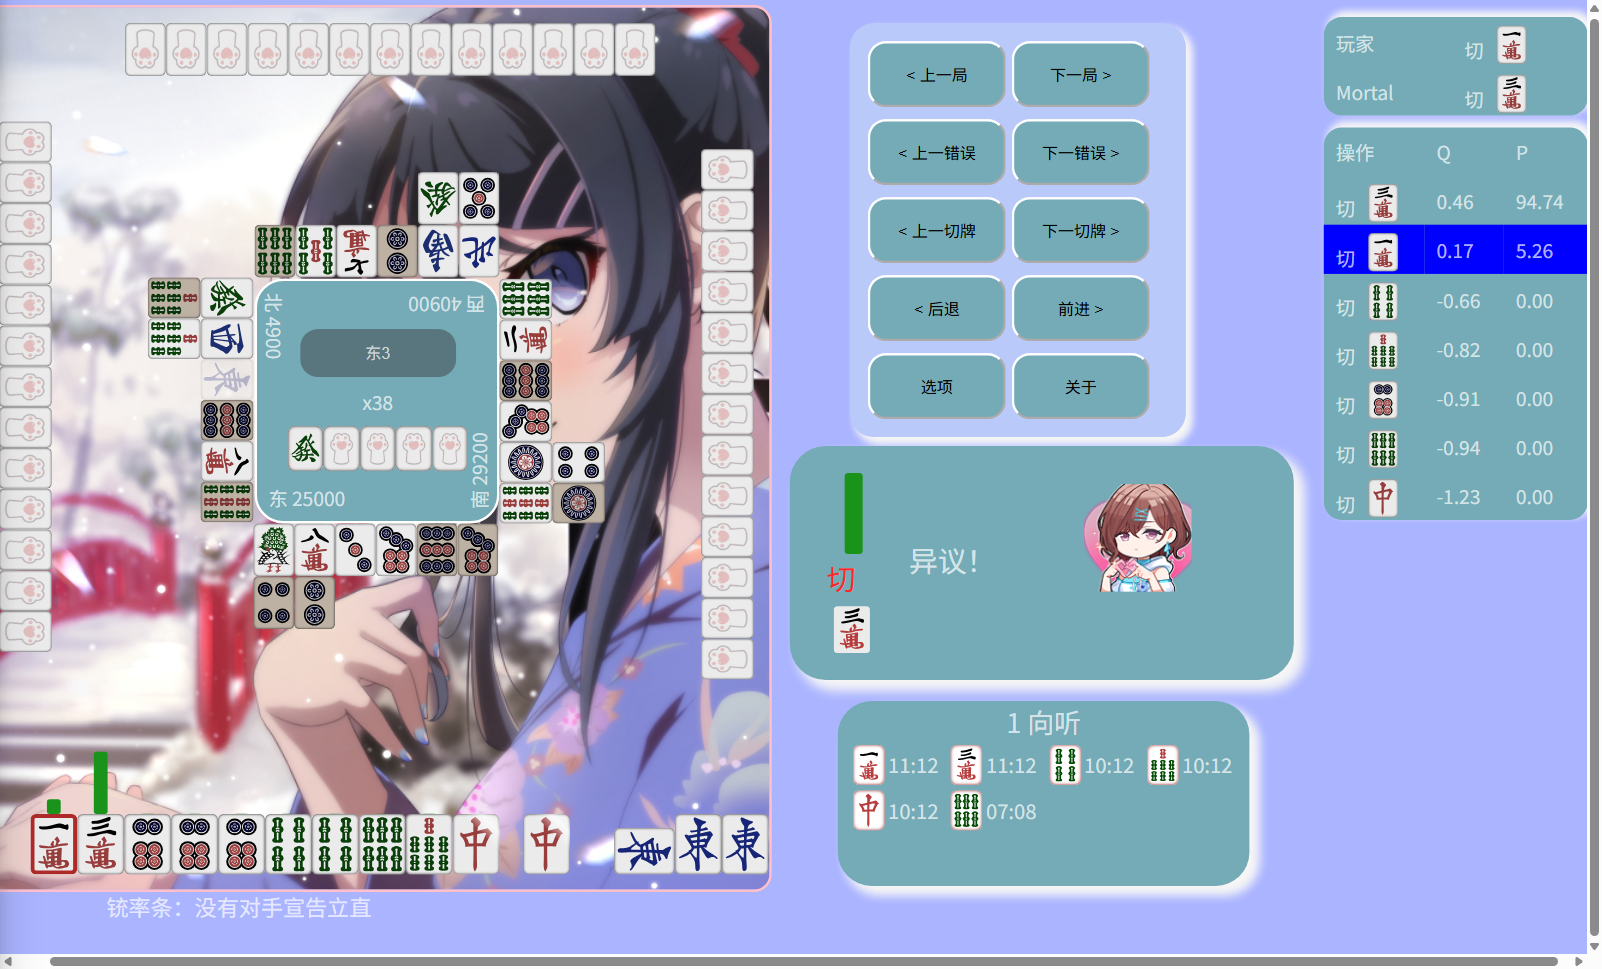 北 4900
西 40900
东3
x38
南 29200
东 25000
铳率条：没有对手宣告立直
< 上一局
下一局 >
< 上一错误
下一错误 >
< 上一切牌
下一切牌 >
< 后退
前进 >
选项
关于
切
异议！
1 向听
11:12
11:12
10:12
10:12
10:12
07:08
玩家 切
Mortal 切
操作 Q P
切 0.46 94.74
切 0.17 5.26
切 -0.66 0.00
切 -0.82 0.00
切 -0.91 0.00
切 -0.94 0.00
切 -1.23 0.00